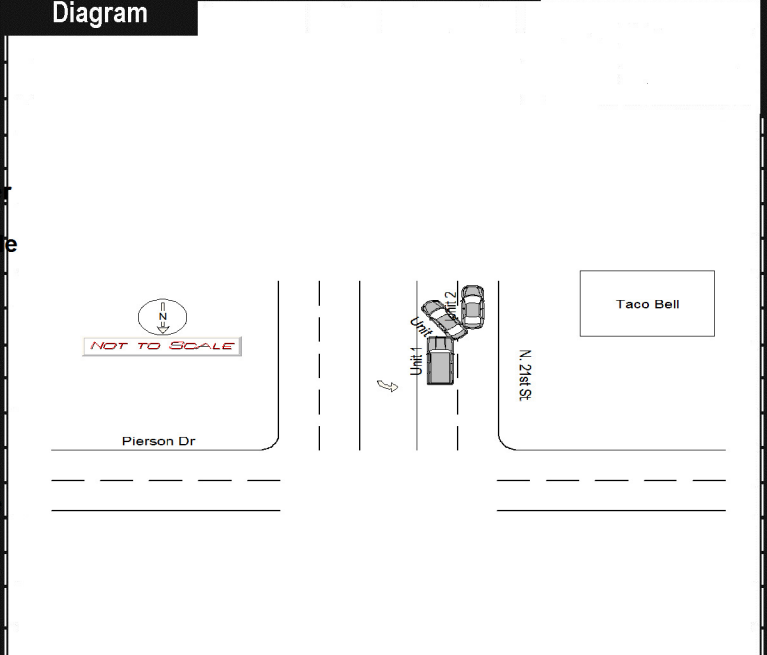 Diagram
r
e
Unit 2
Unit
Unit 1
Taco Bell
N
NOT TO SCALE
N. 21st St.
Pierson Dr